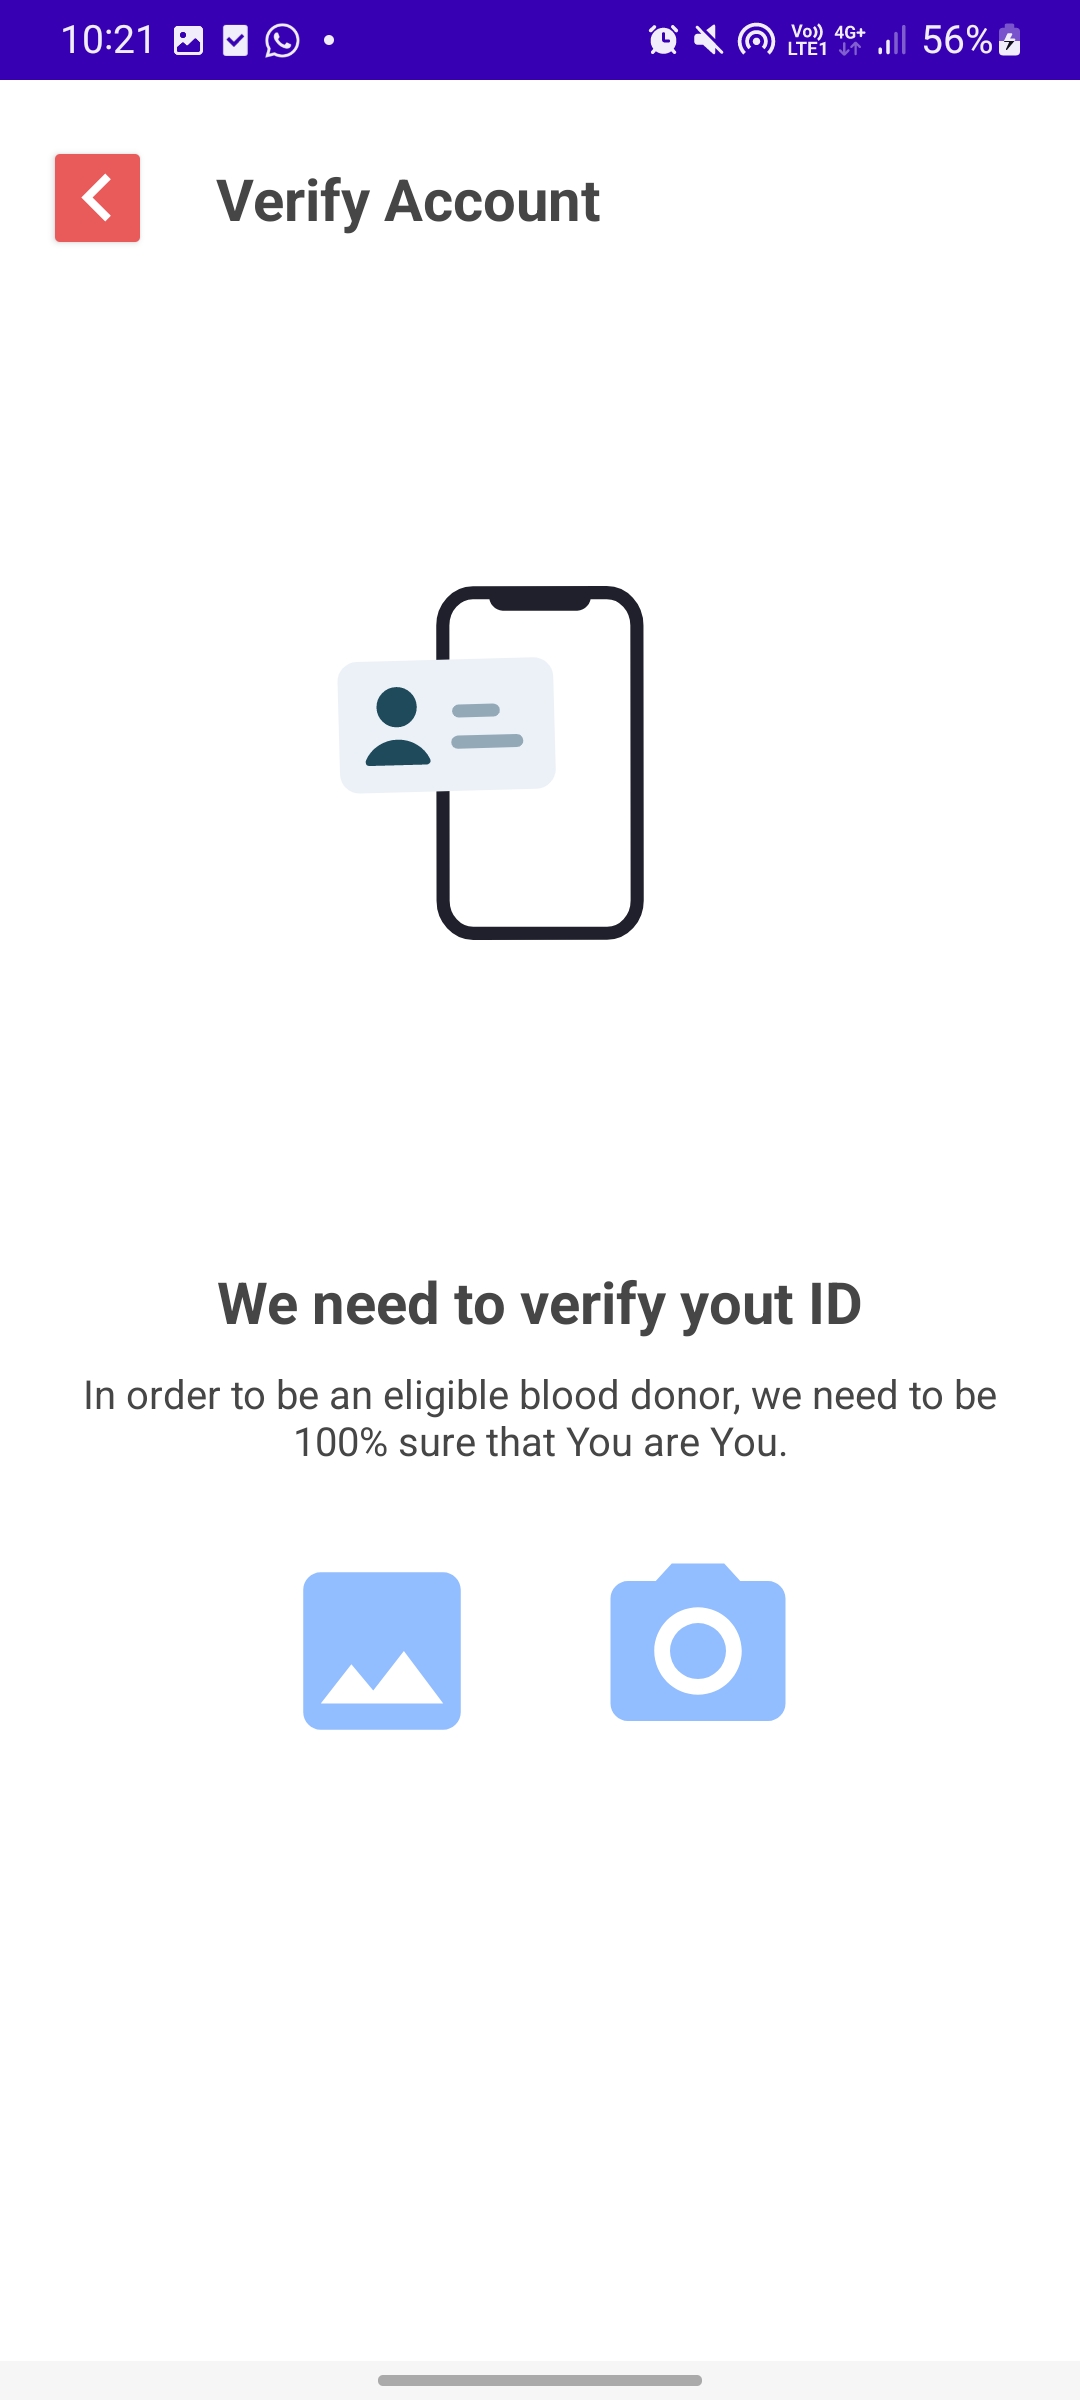 10:21
Vo)) LTE1 4G+ 56%
Verify Account
We need to verify yout ID
In order to be an eligible blood donor, we need to be
100% sure that You are You.